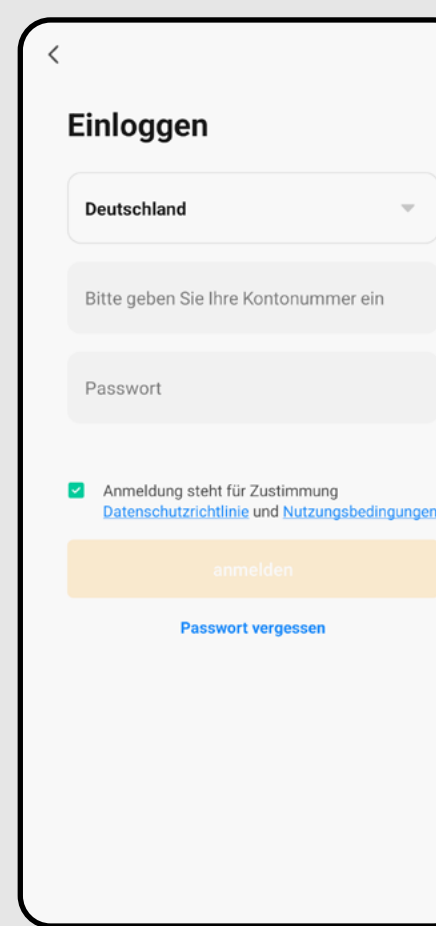 Einloggen
Deutschland
Bitte geben Sie Ihre Kontonummer ein
Passwort
Anmeldung steht für Zustimmung
Datenschutzrichtlinie und Nutzungsbedingungen
anmelden
Passwort vergessen